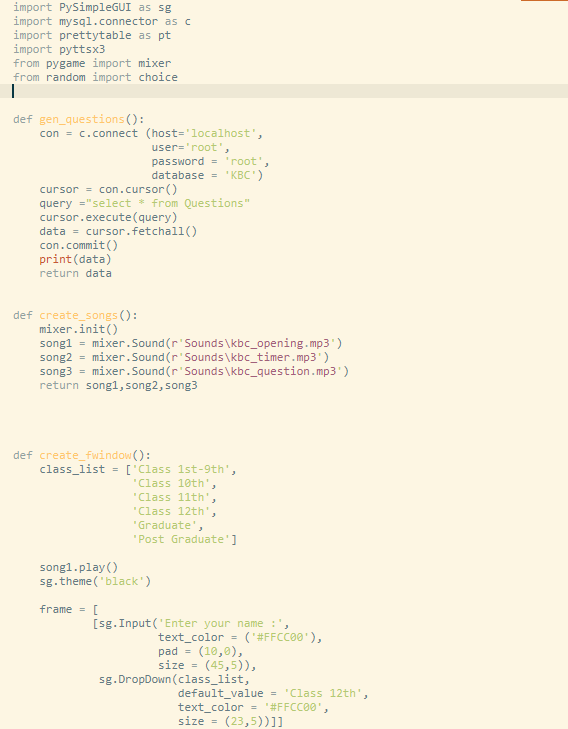 import PySimpleGUI as sg
import mysql.connector as c
import prettytable as pt
import pyttsx3
from pygame import mixer
from random import choice
def gen_questions():
con = c.connect (host='localhost',
user='root',
password = 'root',
database = 'KBC')
cursor = con.cursor()
query ="select * from Questions"
cursor.execute(query)
data = cursor.fetchall()
con.commit()
print(data)
return data
def create_songs():
mixer.init()
song1 = mixer.Sound(r'Sounds\kbc_opening.mp3')
song2 = mixer.Sound(r'Sounds\kbc_timer.mp3')
song3 = mixer.Sound(r'Sounds\kbc_question.mp3')
return song1,song2,song3
def create_fwindow():
class_list = ['Class 1st-9th',
'Class 10th',
'Class 11th',
'Class 12th',
'Graduate',
'Post Graduate']
song1.play()
sg.theme('black')
frame = [
[sg.Input('Enter your name :',
text_color = ('#FFCC00'),
pad = (10,0),
size = (45,5)),
sg.DropDown(class_list,
default_value = 'Class 12th',
text_color = '#FFCC00',
size = (23,5))]]